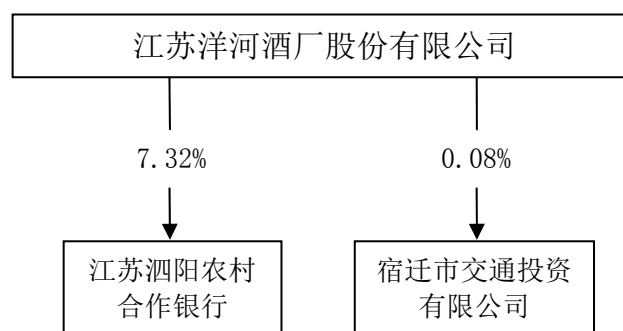 江苏洋河酒厂股份有限公司
7.32%
0.08%
江苏泗阳农村
合作银行
宿迁市交通投资
有限公司